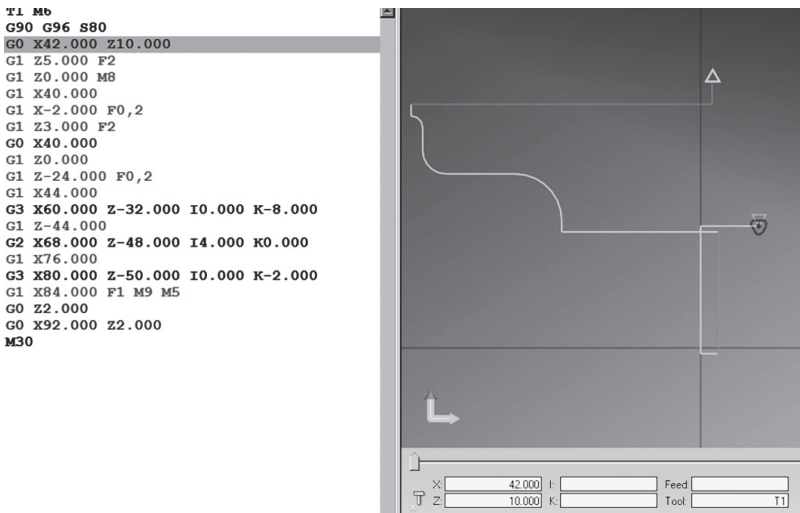 T1 M6
G90 G96 S80
G0 X42.000 Z10.000
G1 Z5.000 F2
G1 Z0.000 M8
G1 X40.000
G1 X-2.000 F0,2
G1 Z3.000 F2
G0 X40.000
G1 Z0.000
G1 Z-24.000 F0,2
G1 X44.000
G3 X60.000 Z-32.000 I0.000 K-8.000
G1 Z-44.000
G2 X68.000 Z-48.000 I4.000 K0.000
G1 X76.000
G3 X80.000 Z-50.000 I0.000 K-2.000
G1 X84.000 F1 M9 M5
G0 Z2.000
G0 X92.000 Z2.000
M30
X: 42.000 I: Feed:
Z: 10.000 K: Tool: T1